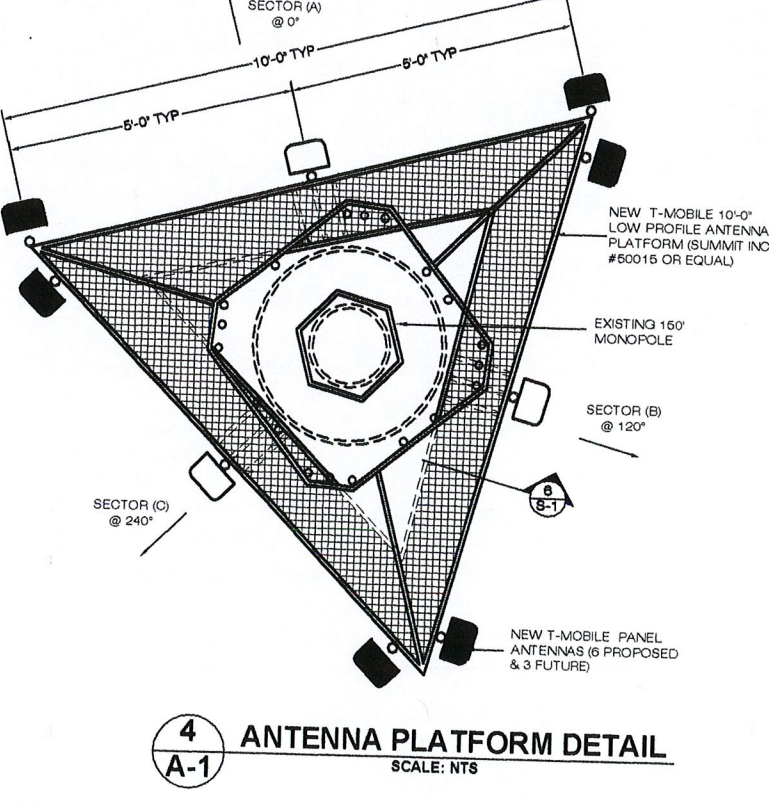 SECTOR (A)
@ 0°
10'-0" TYP
5'-0" TYP
5'-0" TYP
NEW T-MOBILE 10'-0"
LOW PROFILE ANTENNA
PLATFORM (SUMMIT INC
#50015 OR EQUAL)
EXISTING 150'
MONOPOLE
SECTOR (B)
@ 120°
6
S-1
SECTOR (C)
@ 240°
NEW T-MOBILE PANEL
ANTENNAS (6 PROPOSED
& 3 FUTURE)
4
A-1
ANTENNA PLATFORM DETAIL
SCALE: NTS